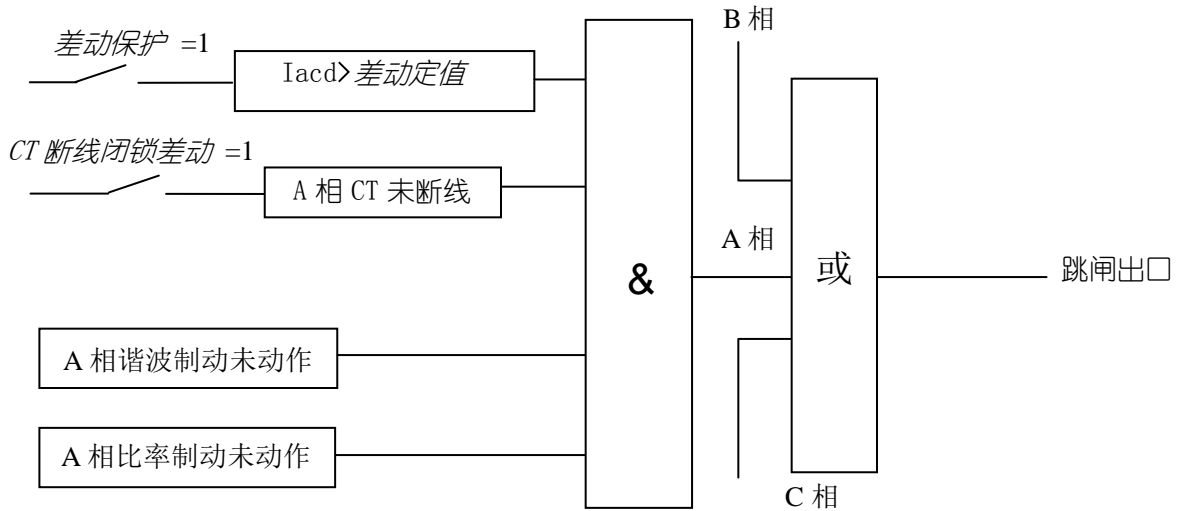 差动保护 =1
Iacd>差动定值
CT 断线闭锁差动 =1
A 相 CT 未断线
A 相谐波制动未动作
A 相比率制动未动作
&
B 相
A 相
C 相
或
跳闸出口